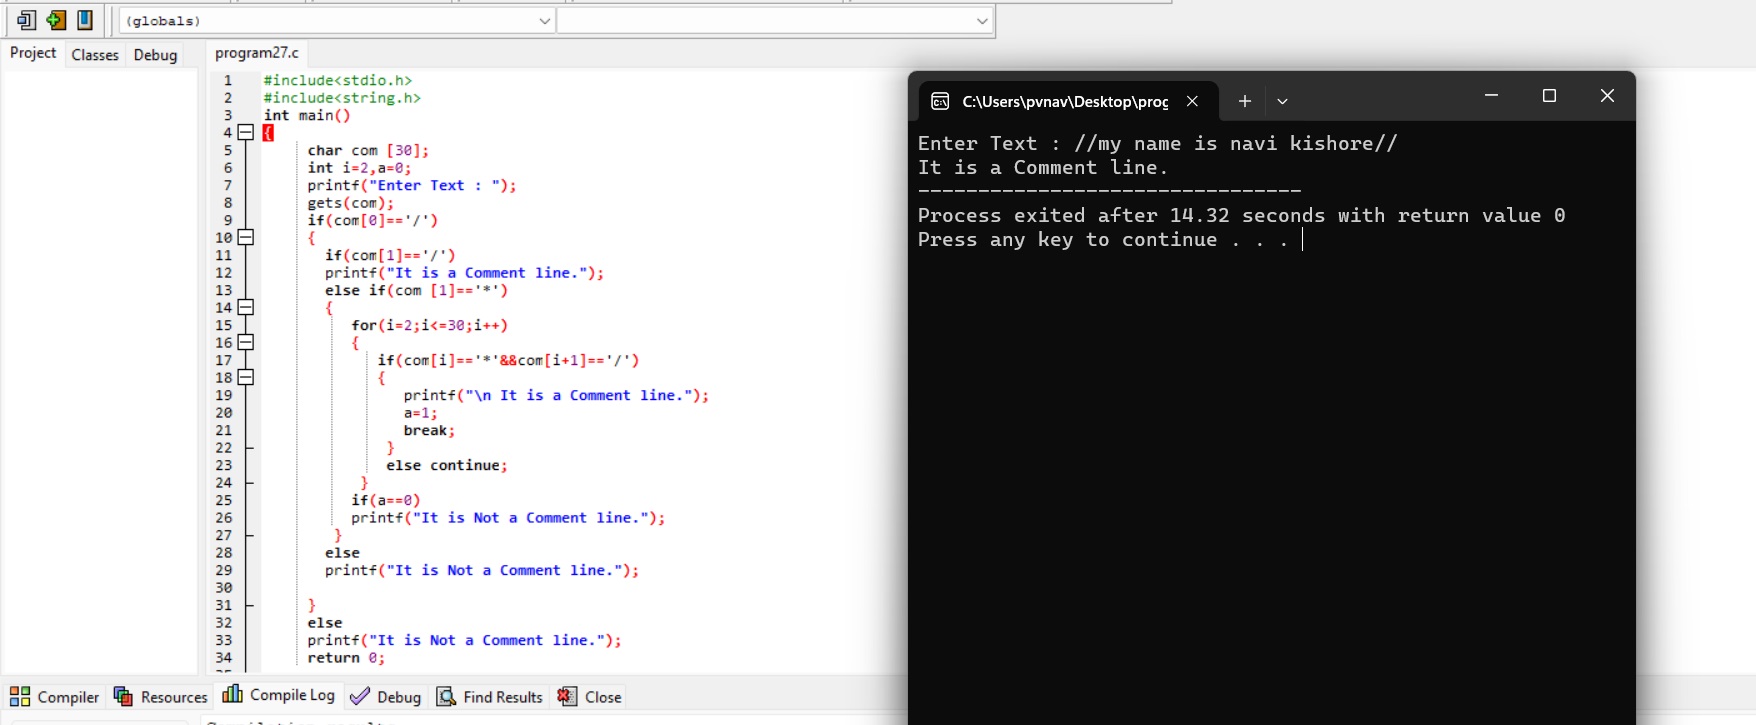 (globals)
Project Classes Debug
program27.c
1 #include<stdio.h>
2 #include<string.h>
3 int main()
4 {
5 char com [30];
6 int i=2,a=0;
7 printf("Enter Text : ");
8 gets(com);
9 if(com[0]=='/')
10 {
11 if(com[1]=='/')
12 printf("It is a Comment line.");
13 else if(com [1]=='*')
14 {
15 for(i=2;i<=30;i++)
16 {
17 if(com[i]=='*'&&com[i+1]=='/')
18 {
19 printf("\n It is a Comment line.");
20 a=1;
21 break;
22 }
23 else continue;
24 }
25 if(a==0)
26 printf("It is Not a Comment line.");
27 }
28 else
29 printf("It is Not a Comment line.");
30
31 }
32 else
33 printf("It is Not a Comment line.");
34 return 0;
Compiler Resources Compile Log Debug Find Results Close
C:\Users\pvnav\Desktop\prog
Enter Text : //my name is navi kishore//
It is a Comment line.
--------------------------------
Process exited after 14.32 seconds with return value 0
Press any key to continue . . .